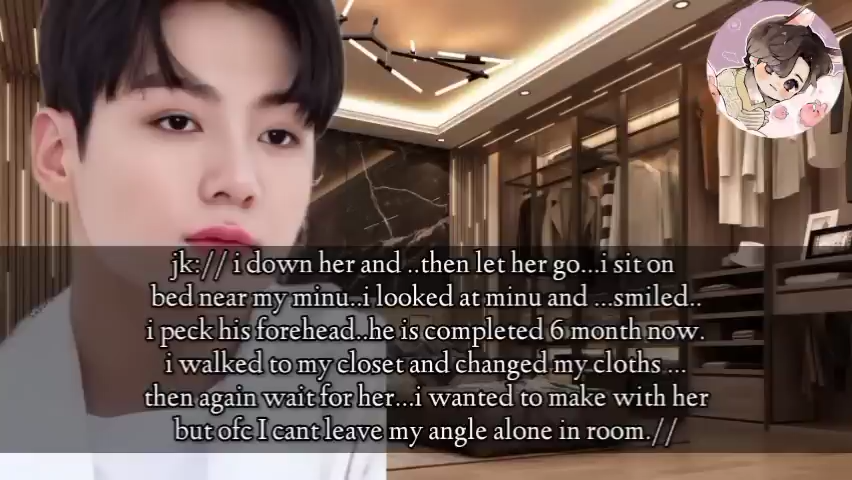 jk:// i down her and ..then let her go...i sit on
bed near my minu..i looked at minu and ...smiled..
i peck his forehead..he is completed 6 month now.
i walked to my closet and changed my cloths ...
then again wait for her...i wanted to make with her
but ofc I cant leave my angle alone in room.//